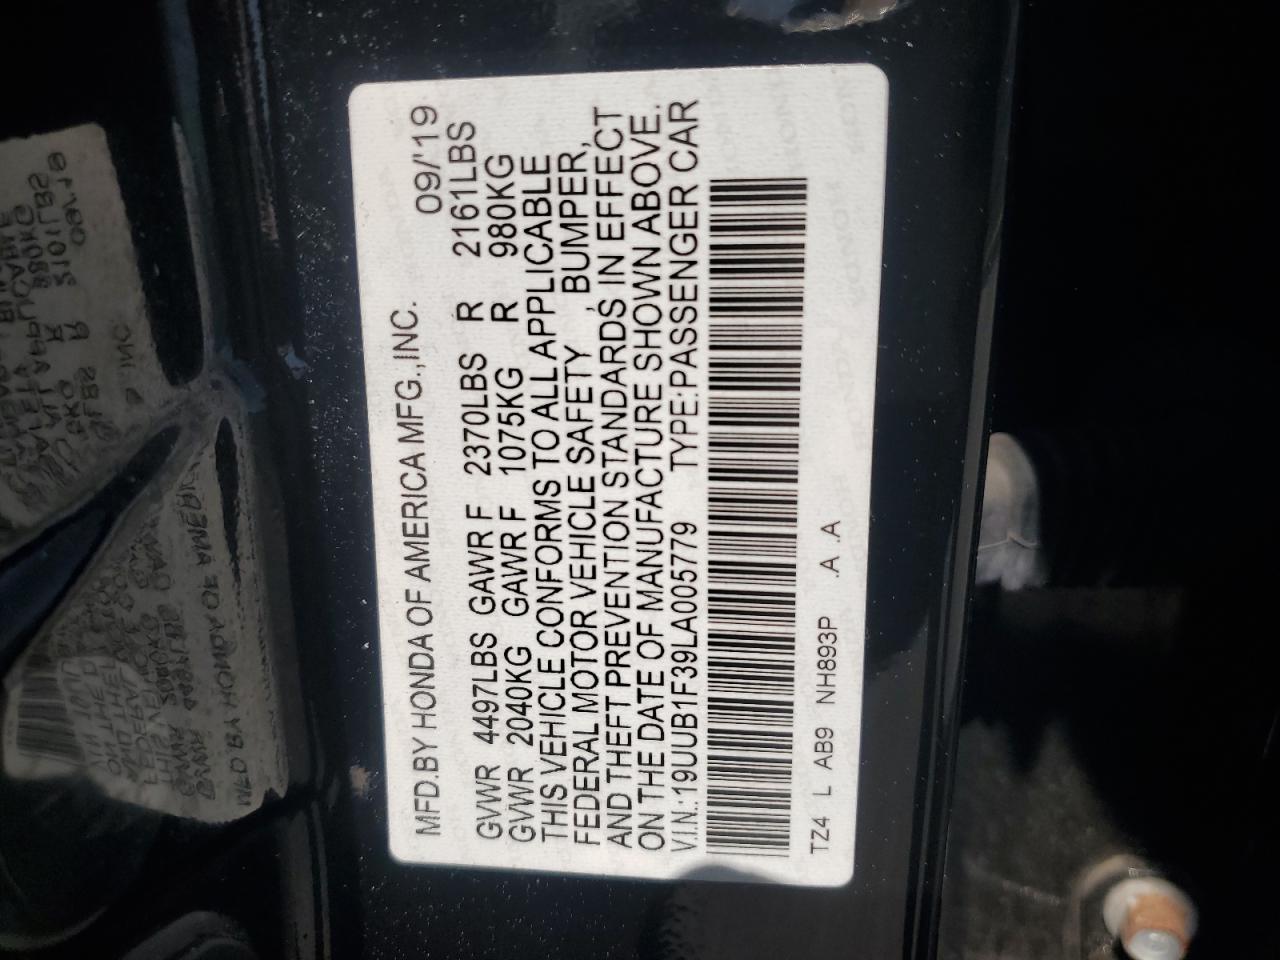 MFD.BY HONDA OF AMERICA MFG.,INC. 09/'19
GVWR 4497LBS GAWR F 2370LBS R 2161LBS
GVWR 2040KG GAWR F 1075KG R 980KG
THIS VEHICLE CONFORMS TO ALL APPLICABLE
FEDERAL MOTOR VEHICLE SAFETY , BUMPER,
AND THEFT PREVENTION STANDARDS IN EFFECT
ON THE DATE OF MANUFACTURE SHOWN ABOVE.
V.I.N.:19UUB1F39LA005779 TYPE:PASSENGER CAR
TZ4 L AB9 NH893P .A .A